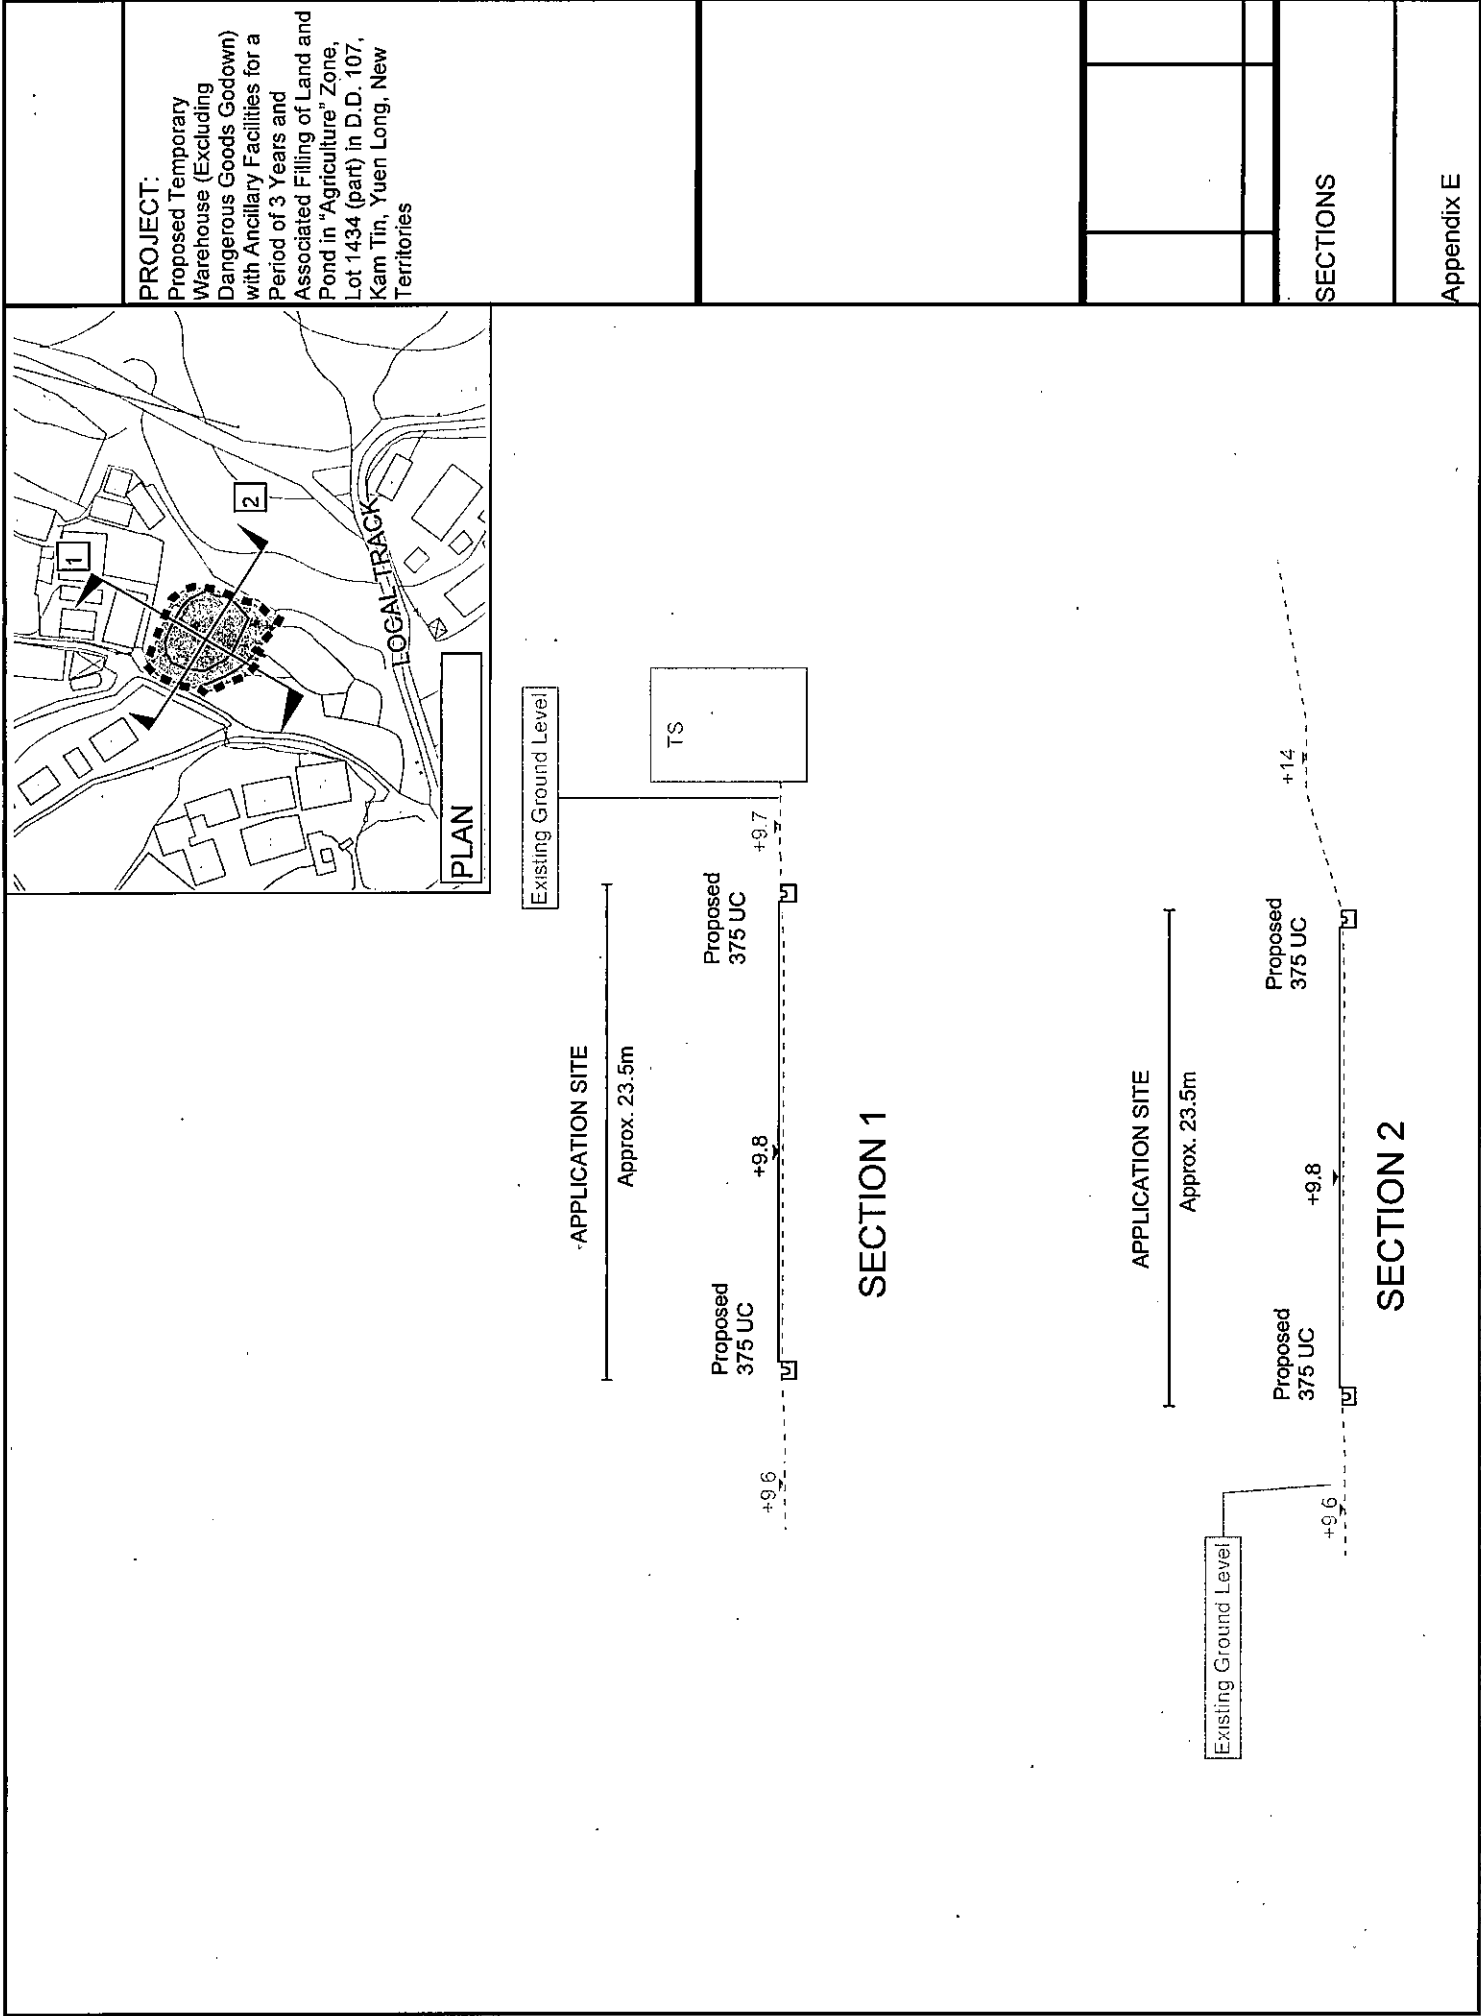 PROJECT:
Proposed Temporary
Warehouse (Excluding
Dangerous Goods Godown)
with Ancillary Facilities for a
Period of 3 Years and
Associated Filling of Land and
Pond in "Agriculture" Zone,
Lot 1434 (part) in D.D. 107,
Kam Tin, Yuen Long, New
Territories
1
2
LOCAL TRACK
PLAN
Existing Ground Level
APPLICATION SITE
Approx. 23.5m
Proposed
375 UC
Proposed
375 UC
+9.6
+9.8
+9.7
TS
SECTION 1
APPLICATION SITE
Approx. 23.5m
Existing Ground Level
Proposed
375 UC
Proposed
375 UC
+9.6
+9.8
+14
SECTION 2
SECTIONS
Appendix E